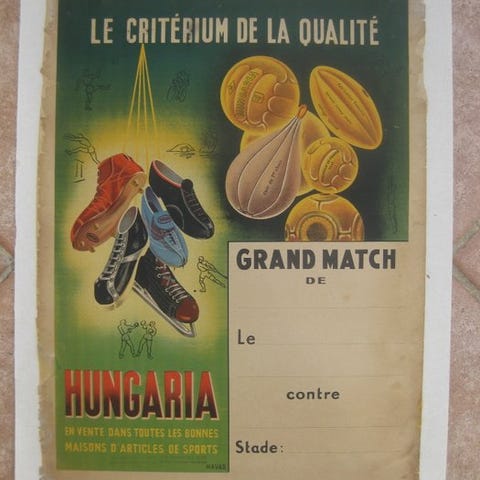 LE CRITÉRIUM DE LA QUALITÉ
GRAND MATCH
DE
Le
contre
Stade:
HUNGARIA
EN VENTE DANS TOUTES LES BONNES
MAISONS D'ARTICLES DE SPORTS
HAVAS